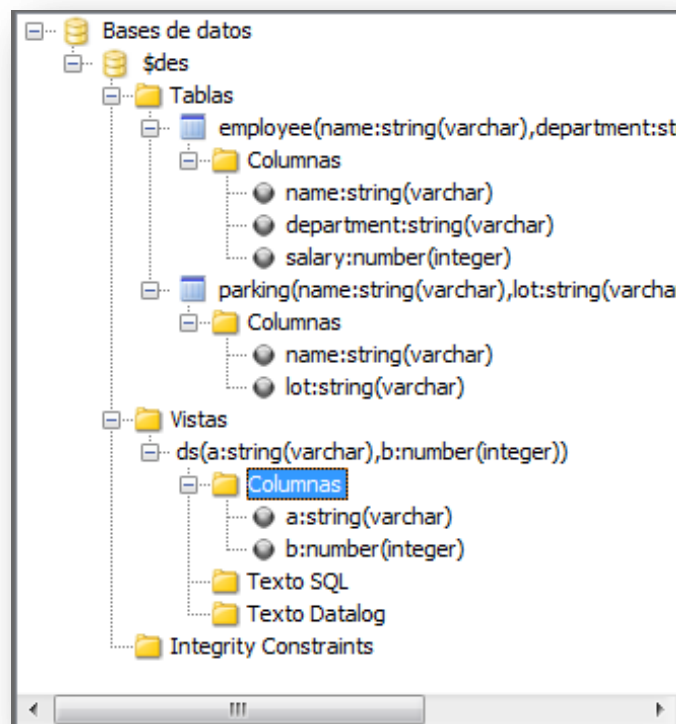 Bases de datos
$des
Tablas
employee(name:string(varchar),department:st
Columnas
name:string(varchar)
department:string(varchar)
salary:number(integer)
parking(name:string(varchar),lot:string(varcha
Columnas
name:string(varchar)
lot:string(varchar)
Vistas
ds(a:string(varchar),b:number(integer))
Columnas
a:string(varchar)
b:number(integer)
Texto SQL
Texto Datalog
Integrity Constraints